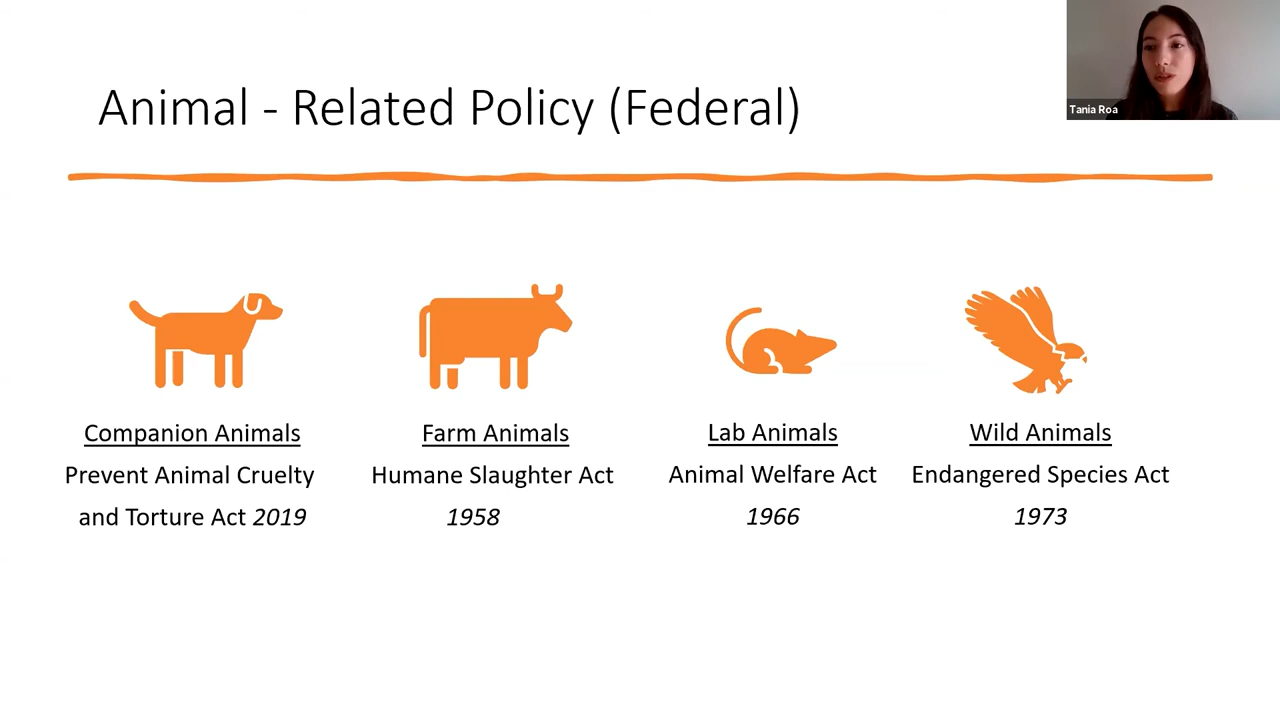 Animal - Related Policy (Federal)
Tania Roa
Companion Animals
Prevent Animal Cruelty
and Torture Act 2019
Farm Animals
Humane Slaughter Act
1958
Lab Animals
Animal Welfare Act
1966
Wild Animals
Endangered Species Act
1973